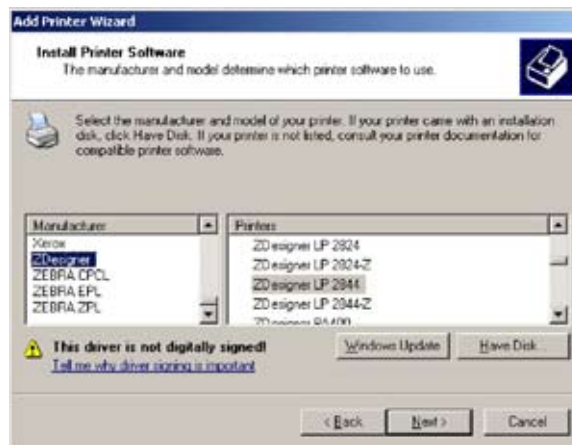 Add Printer Wizard
Install Printer Software
The manufacturer and model determine which printer software to use.
Select the manufacturer and model of your printer. If your printer came with an installation
disk, click Have Disk. If your printer is not listed, consult your printer documentation for
compatible printer software.
Manufacturer
Xerox
ZDesigner
ZEBRA CPCL
ZEBRA EPL
ZEBRA ZPL
Printers
ZDesigner LP 2824
ZDesigner LP 2824-Z
ZDesigner LP 2844
ZDesigner LP 2844-Z
ZDesigner RA400
This driver is not digitally signed!
Tell me why driver signing is important
Windows Update
Have Disk...
< Back
Next >
Cancel